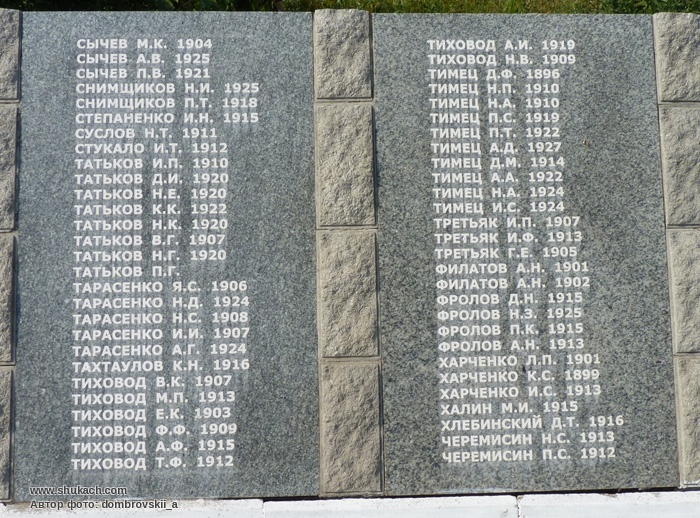 СЫЧЕВ М.К. 1904
СЫЧЕВ А.В. 1925
СЫЧЕВ П.В. 1921
СНИМЩИКОВ Н.И. 1925
СНИМЩИКОВ П.Т. 1918
СТЕПАНЕНКО И.Н. 1915
СУСЛОВ Н.Т. 1911
СТУКАЛО И.Т. 1912
ТАТЬКОВ И.П. 1910
ТАТЬКОВ Д.И. 1920
ТАТЬКОВ Н.Е. 1920
ТАТЬКОВ К.К. 1922
ТАТЬКОВ Н.К. 1920
ТАТЬКОВ В.Г. 1907
ТАТЬКОВ Н.Г. 1920
ТАТЬКОВ П.Г.
ТАРАСЕНКО Я.С. 1906
ТАРАСЕНКО Н.Д. 1924
ТАРАСЕНКО Н.С. 1908
ТАРАСЕНКО И.И. 1907
ТАРАСЕНКО А.Г. 1924
ТАХТАУЛОВ К.Н. 1916
ТИХОВОД В.К. 1907
ТИХОВОД М.П. 1913
ТИХОВОД Е.К. 1903
ТИХОВОД Ф.Ф. 1909
ТИХОВОД А.Ф. 1915
ТИХОВОД Т.Ф. 1912
ТИХОВОД А.И. 1919
ТИХОВОД Н.В. 1909
ТИМЕЦ Д.Ф. 1896
ТИМЕЦ Н.П. 1910
ТИМЕЦ Н.А. 1910
ТИМЕЦ П.С. 1919
ТИМЕЦ П.Т. 1922
ТИМЕЦ А.Д. 1927
ТИМЕЦ Д.М. 1914
ТИМЕЦ А.А. 1922
ТИМЕЦ Н.А. 1924
ТИМЕЦ И.С. 1924
ТРЕТЬЯК И.П. 1907
ТРЕТЬЯК И.Ф. 1913
ТРЕТЬЯК Г.Е. 1905
ФИЛАТОВ А.Н. 1901
ФИЛАТОВ А.Н. 1902
ФРОЛОВ Д.Н. 1915
ФРОЛОВ Н.З. 1925
ФРОЛОВ П.К. 1915
ФРОЛОВ А.Н. 1913
ХАРЧЕНКО Л.П. 1901
ХАРЧЕНКО К.С. 1899
ХАРЧЕНКО И.С. 1913
ХАЛИН М.И. 1915
ХЛЕБИНСКИЙ Д.Т. 1916
ЧЕРЕМИСИН Н.С. 1913
ЧЕРЕМИСИН П.С. 1912
www.shukach.com
Автор фото: dombrovskii_a